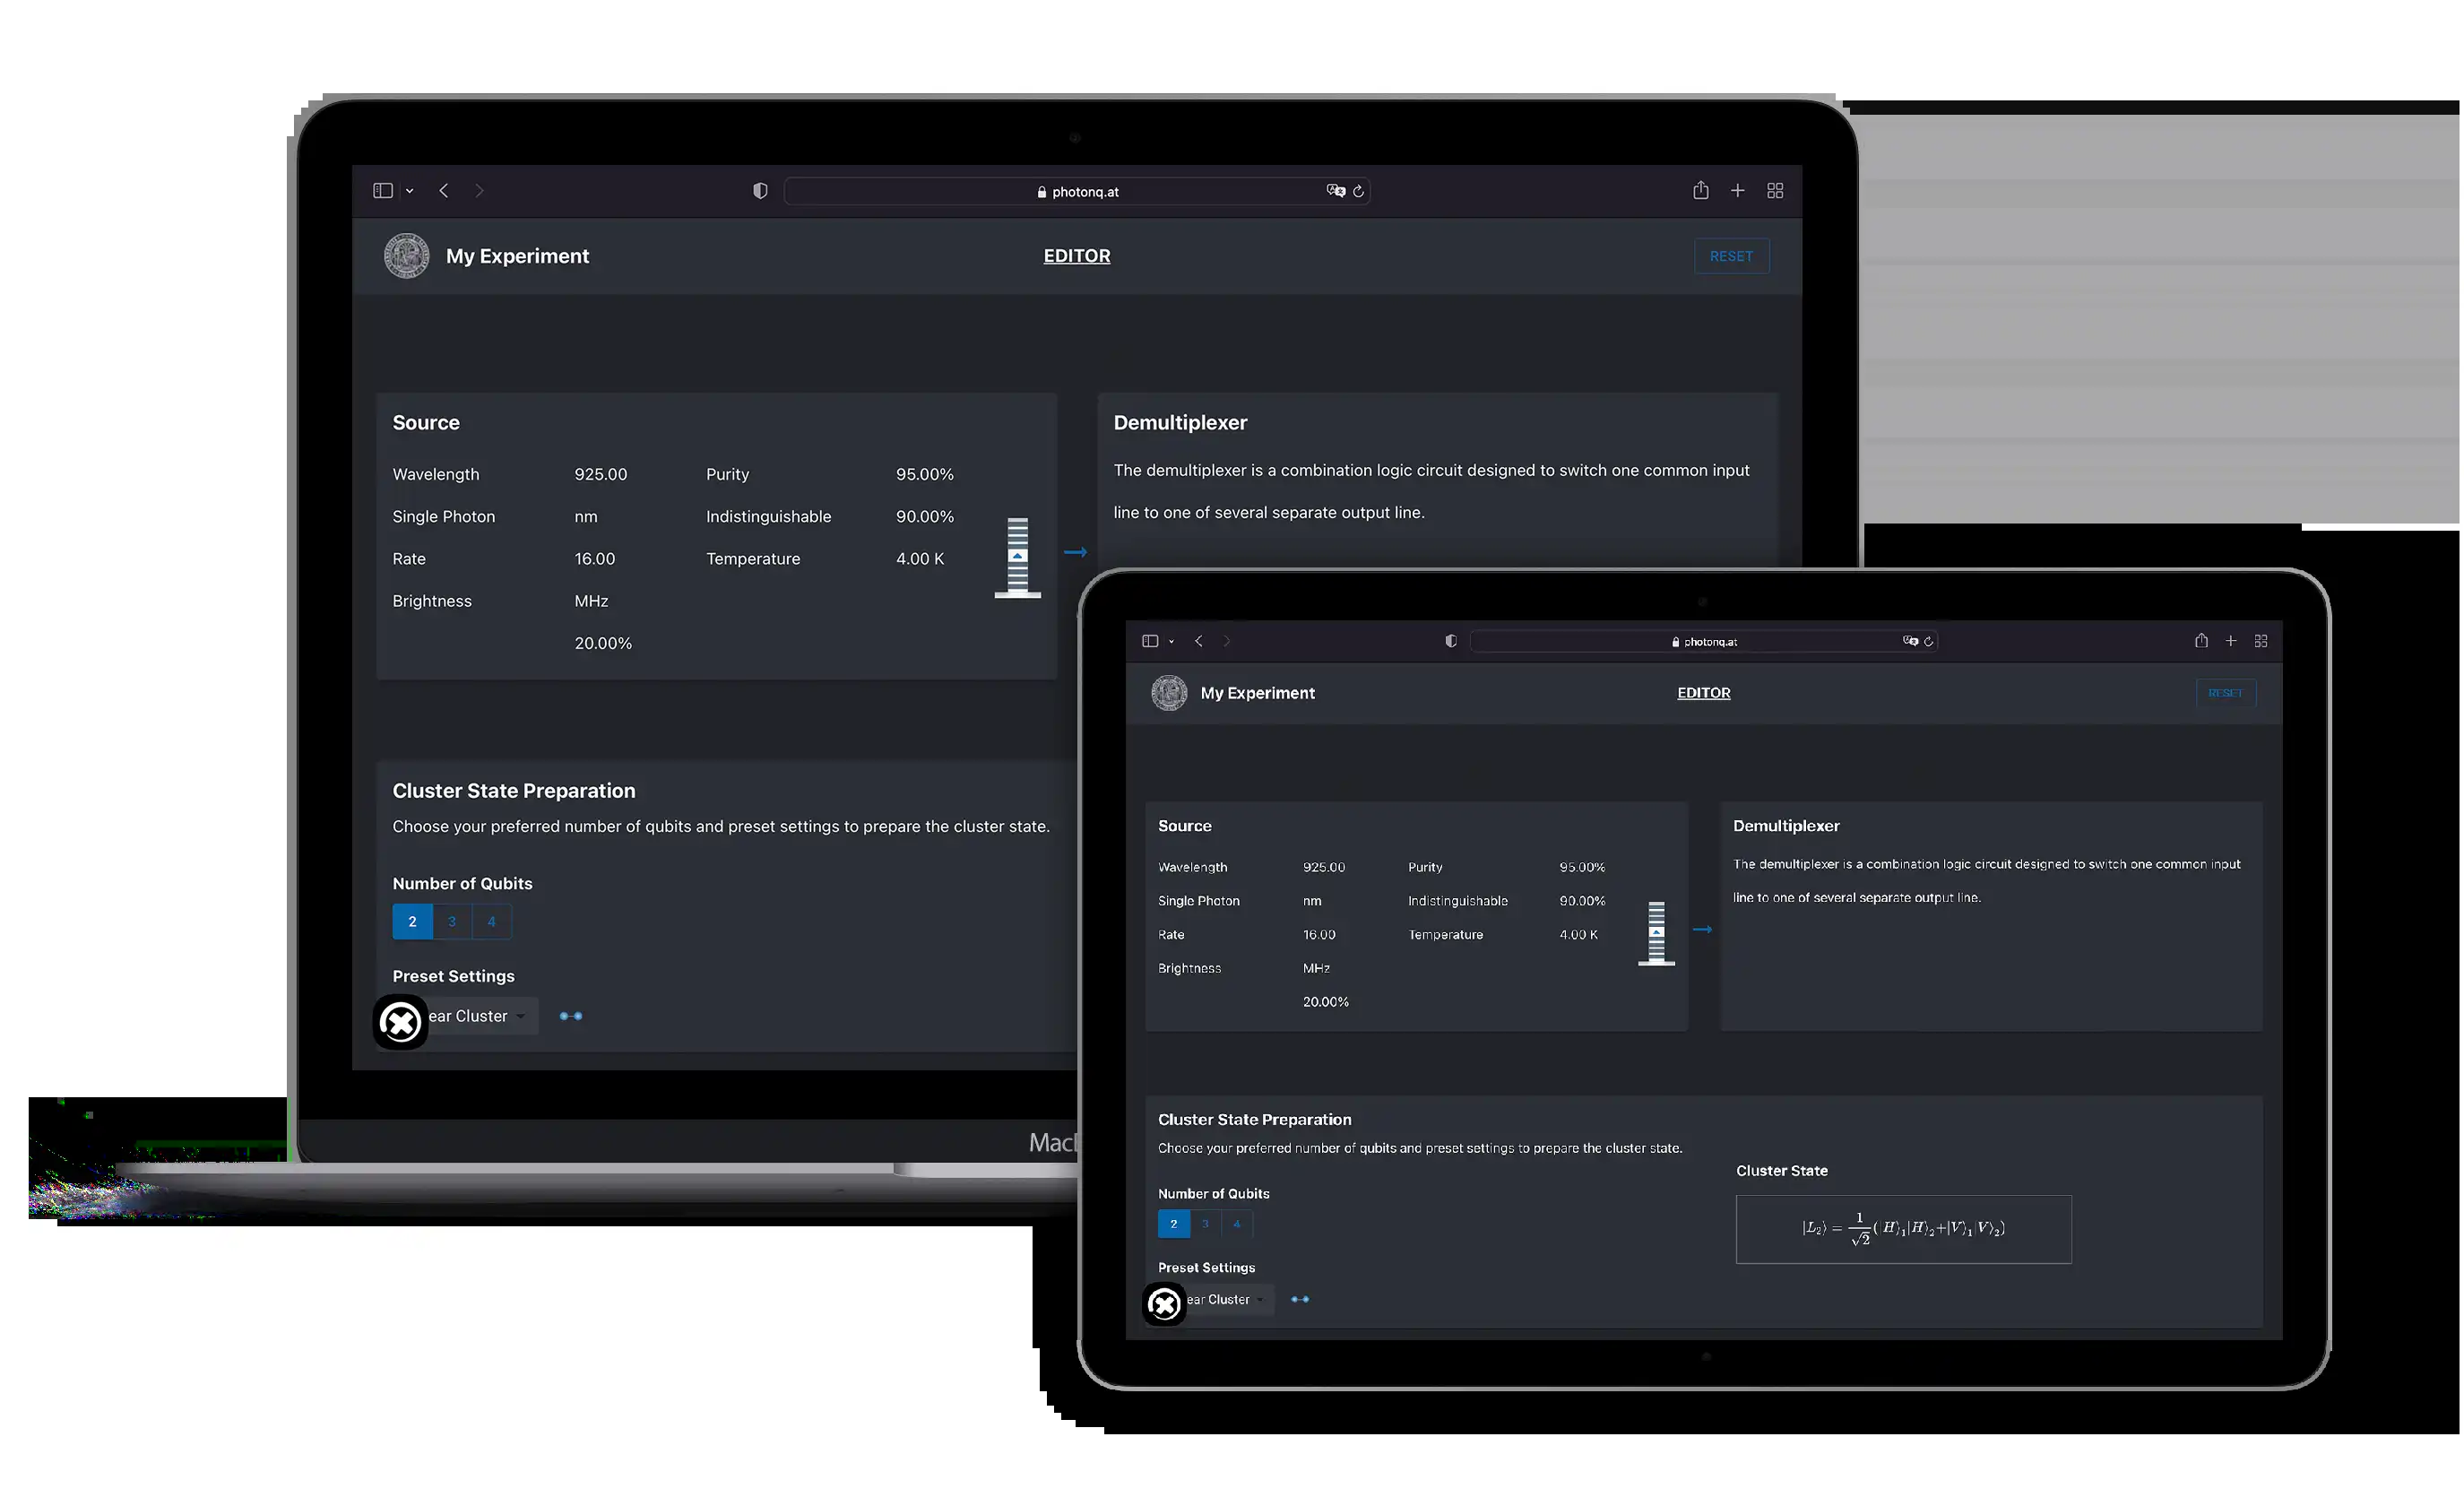 photonq.at
My Experiment
EDITOR
RESET
Source
Wavelength 925.00 Purity 95.00%
Single Photon nm Indistinguishable 90.00%
Rate 16.00 Temperature 4.00 K
Brightness MHz
20.00%
Demultiplexer
The demultiplexer is a combination logic circuit designed to switch one common input
line to one of several separate output line.
Cluster State Preparation
Choose your preferred number of qubits and preset settings to prepare the cluster state.
Number of Qubits
2 3 4
Preset Settings
ear Cluster
Mac
photonq.at
My Experiment
EDITOR
RESET
Source
Wavelength 925.00 Purity 95.00%
Single Photon nm Indistinguishable 90.00%
Rate 16.00 Temperature 4.00 K
Brightness MHz
20.00%
Demultiplexer
The demultiplexer is a combination logic circuit designed to switch one common input
line to one of several separate output line.
Cluster State Preparation
Choose your preferred number of qubits and preset settings to prepare the cluster state.
Number of Qubits
2 3 4
Preset Settings
ear Cluster
Cluster State
|L₂⟩ = 1/√2 (|H⟩₁|H⟩₂+|V⟩₁|V⟩₂)